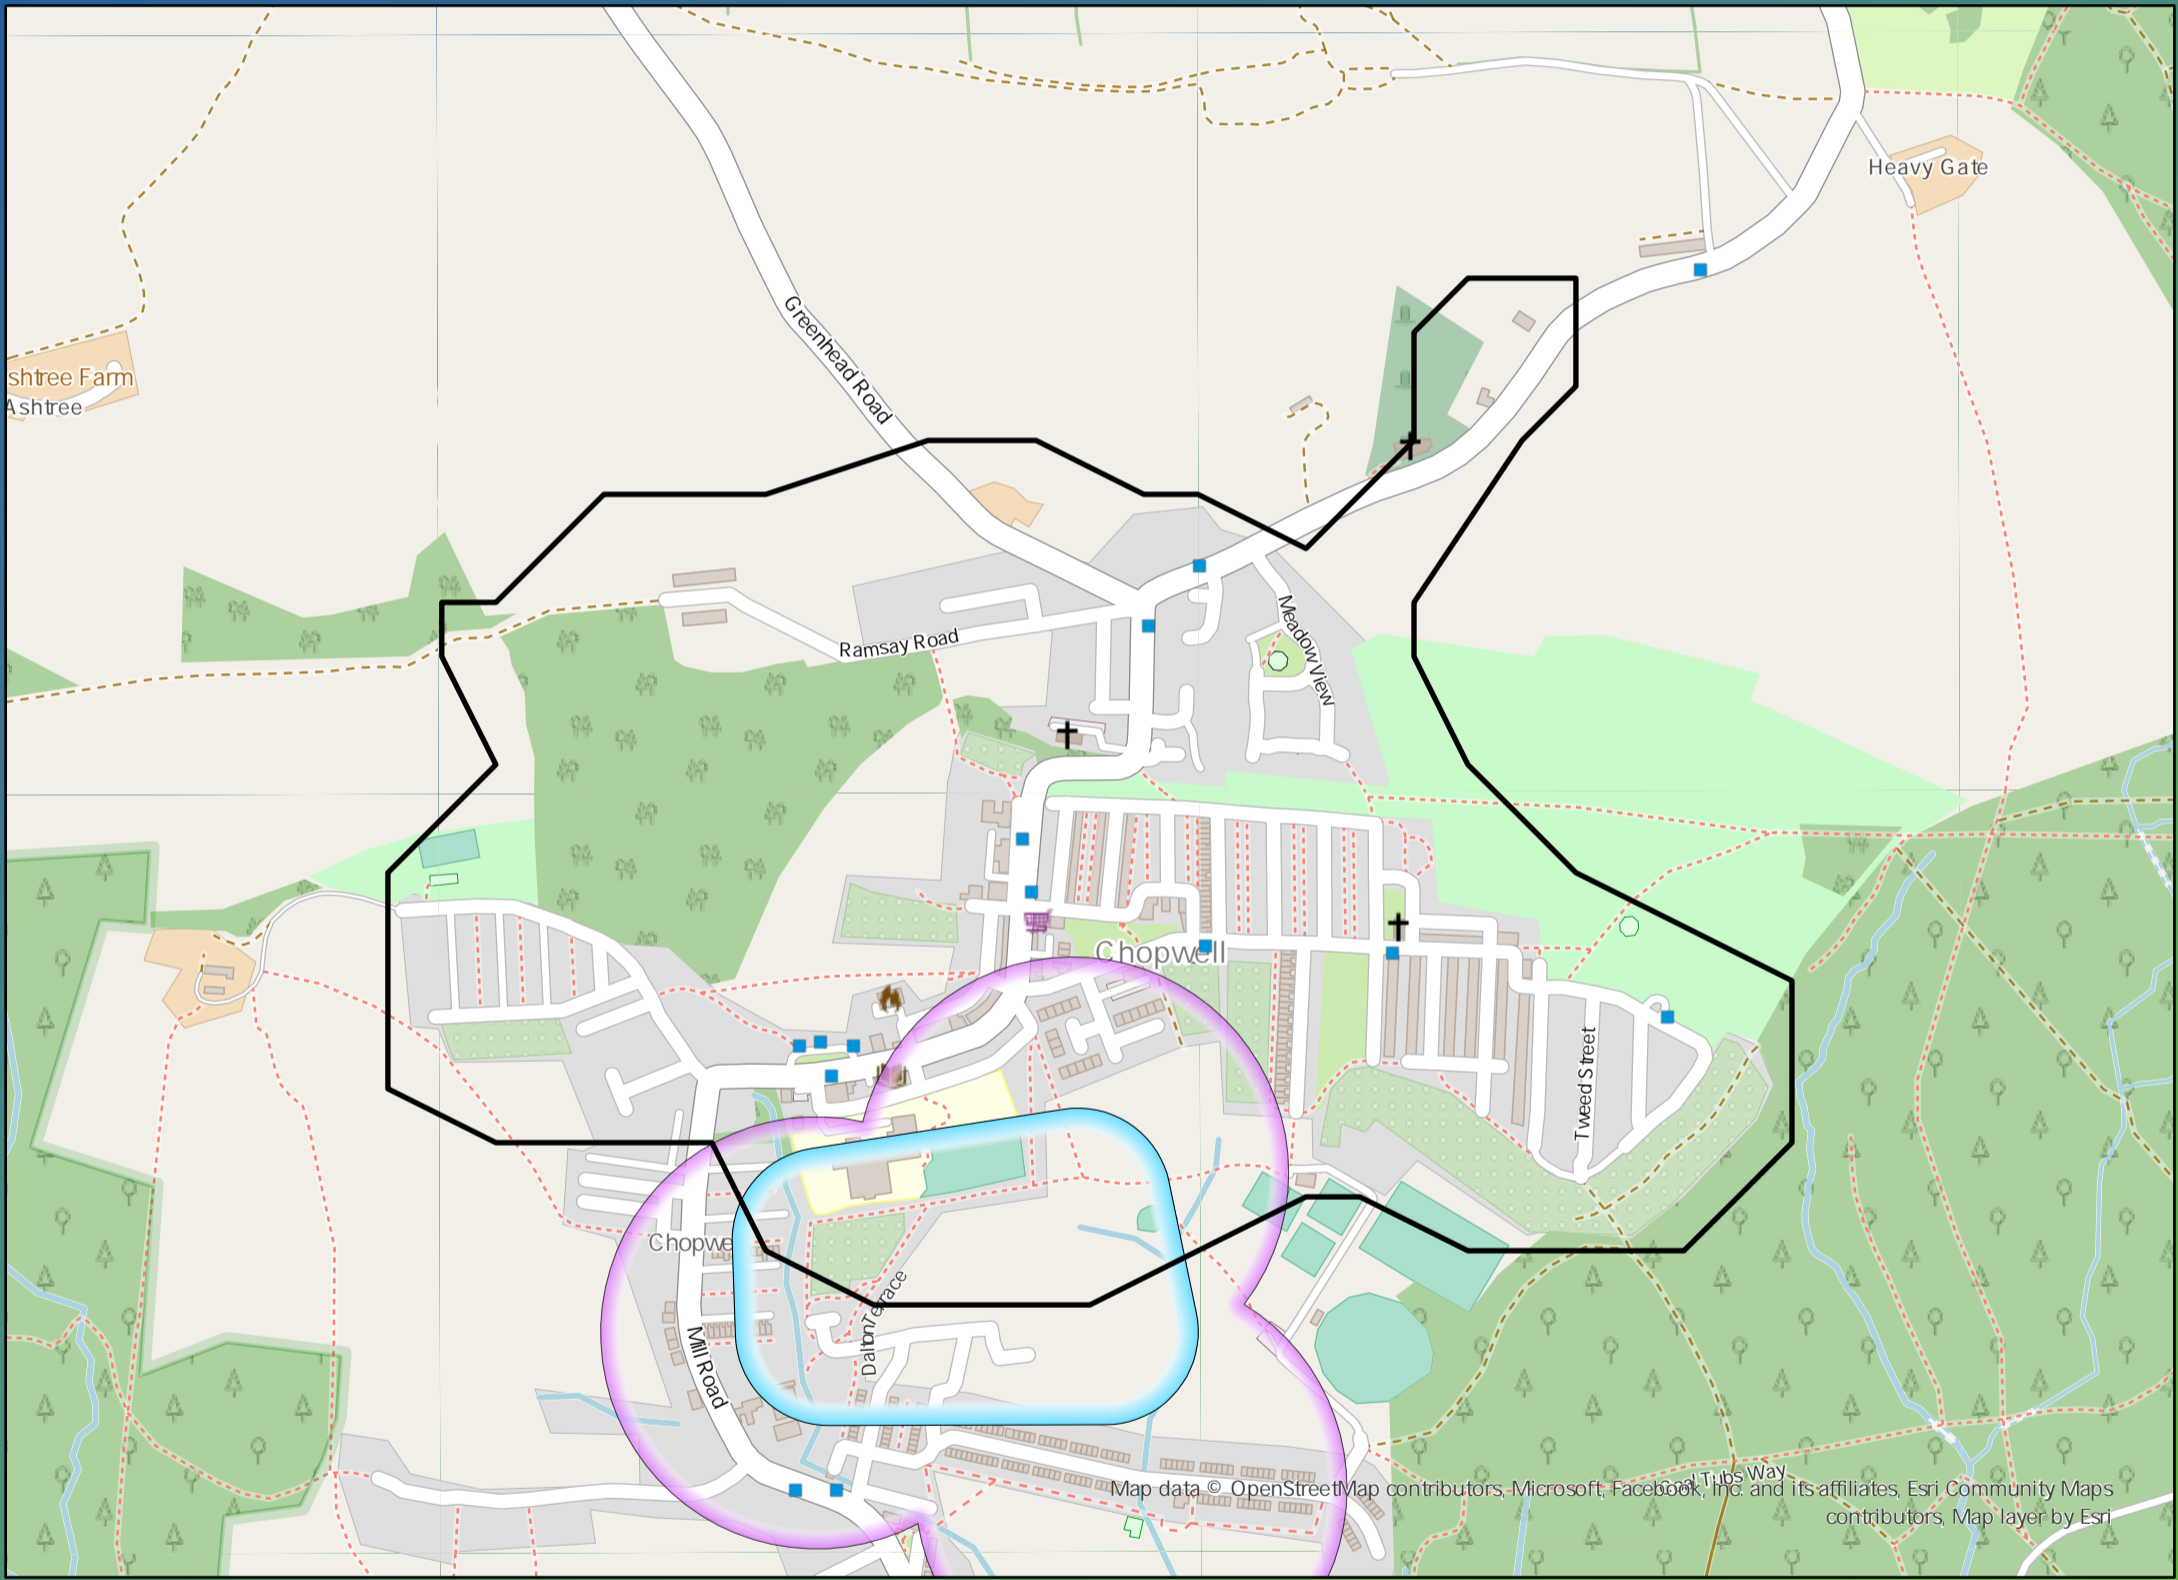 Heavy Gate
Greenhead Road
shtree Farm
Ashtree
Ramsay Road
Meadow View
Chopwell
Tweed Street
Chopwe
Dalton Terrace
Mill Road
Tubs Way
Map data © OpenStreetMap contributors, Microsoft, Facebook, Inc. and its affiliates, Esri Community Maps
contributors, Map layer by Esri